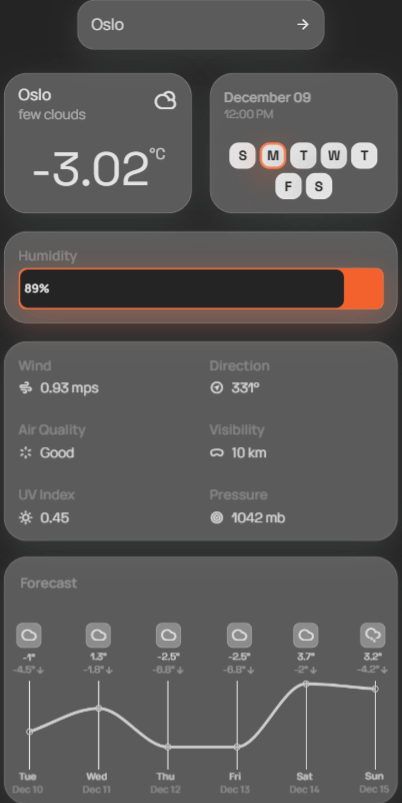 Oslo
Oslo
few clouds
-3.02°C
December 09
12:00 PM
S M T W T
F S
Humidity
89%
Wind Direction
0.93 mps 331°
Air Quality Visibility
Good 10 km
UV Index Pressure
0.45 1042 mb
Forecast
-1° 1.3° -2.5° -2.5° 3.7° 3.2°
-4.5° -1.8° -6.8° -6.8° -2° -4.2°
Tue Wed Thu Fri Sat Sun
Dec 10 Dec 11 Dec 12 Dec 13 Dec 14 Dec 15